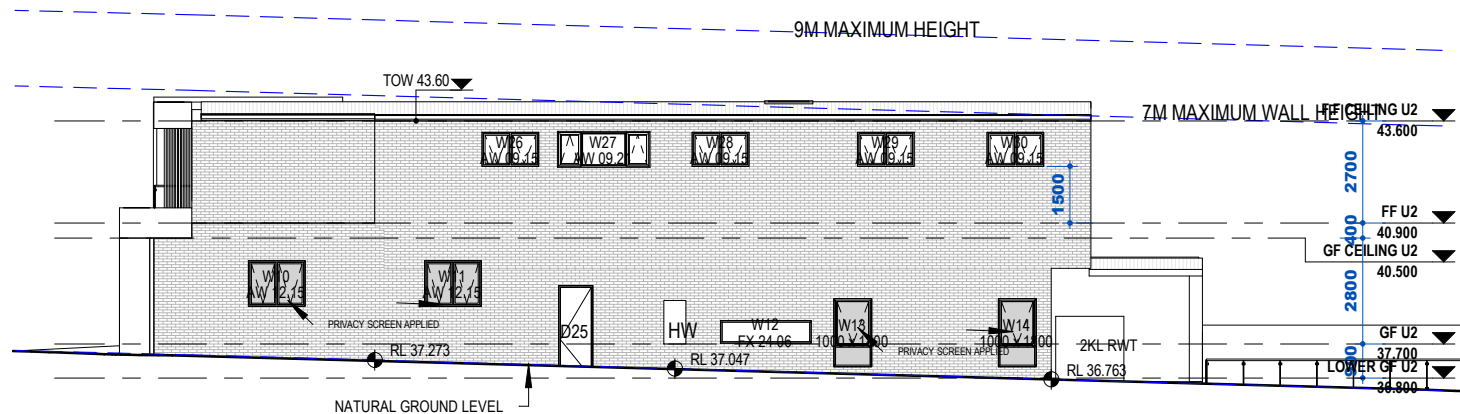 9M MAXIMUM HEIGHT
TOW 43.60
7M MAXIMUM WALL HEIGHT
FF CEILING U2
43.600
W26
AW 09.15
W27
AW 09.21
W28
AW 09.15
W29
AW 09.15
W30
AW 09.15
2700
1500
FF U2
40.900
400
GF CEILING U2
40.500
W10
AW 12.15
W11
AW 12.15
2800
PRIVACY SCREEN APPLIED
D25
HW
W12
FX 24 06
W13
W14
PRIVACY SCREEN APPLIED
2KL RWT
GF U2
37.700
RL 37.273
RL 37.047
RL 36.763
900
LOWER GF U2
36.800
NATURAL GROUND LEVEL